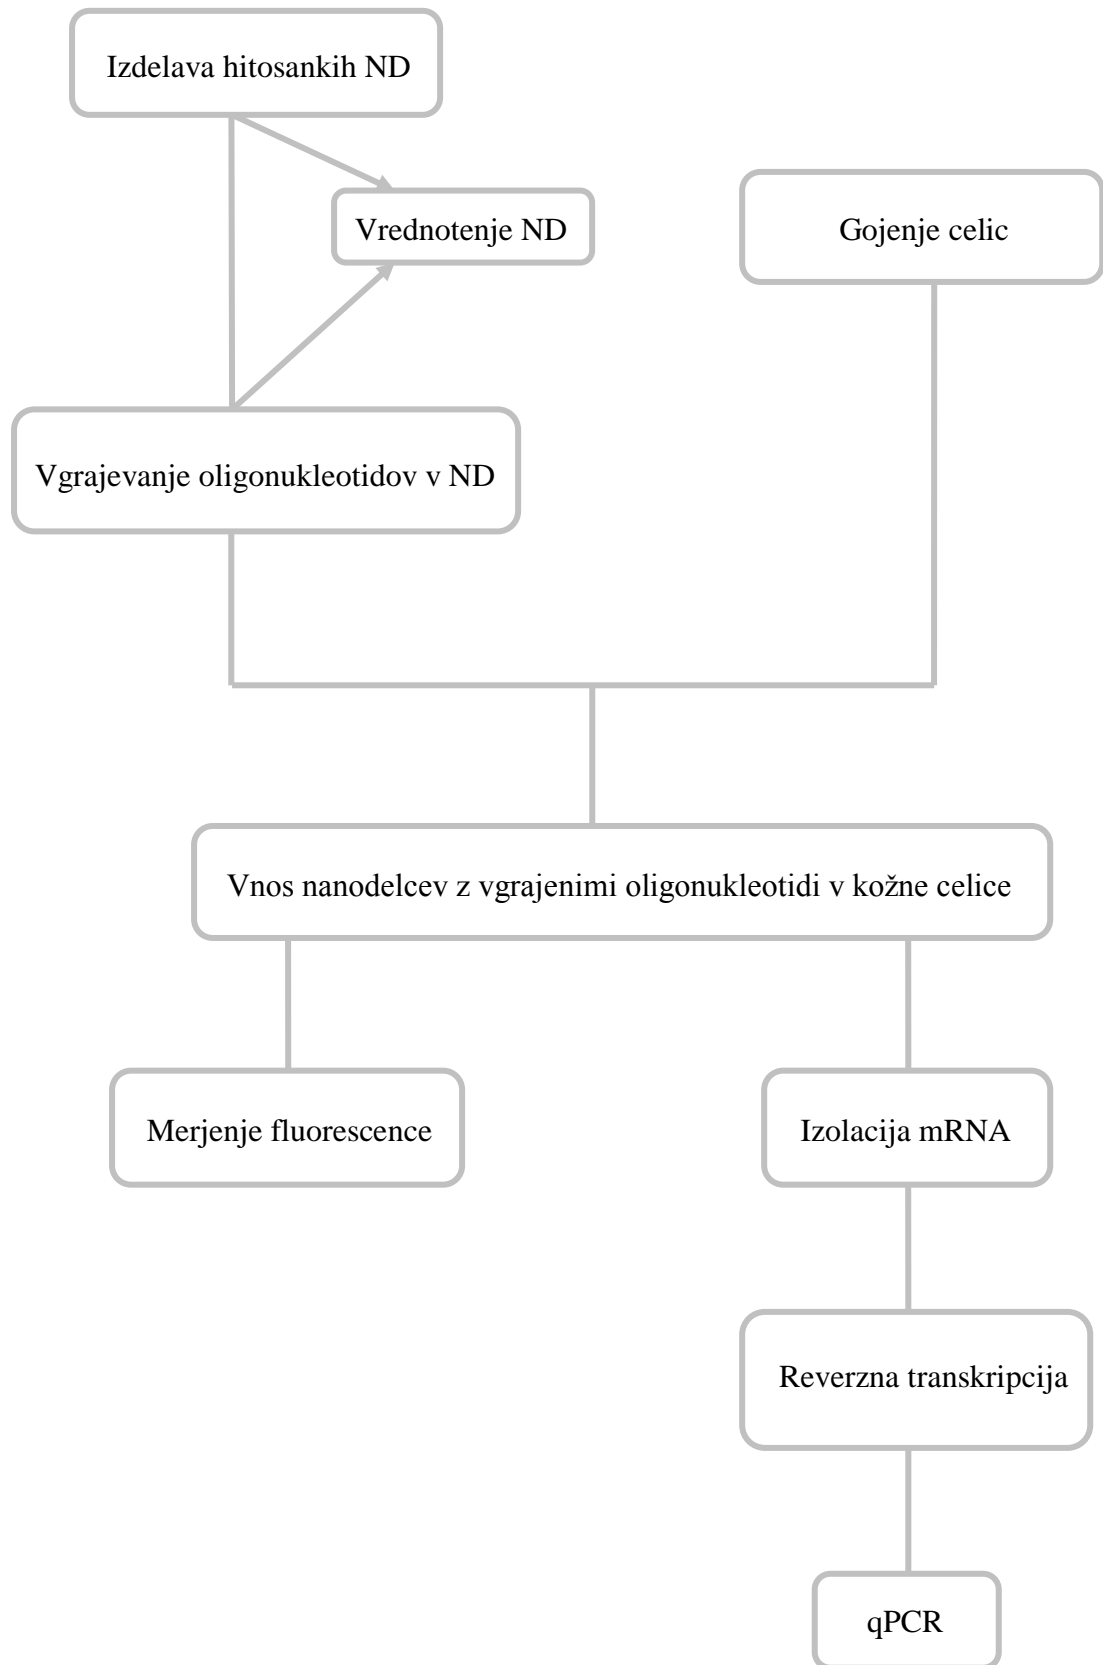 Izdelava hitosankih ND
Vrednotenje ND
Gojenje celic
Vgrajevanje oligonukleotidov v ND
Vnos nanodelcev z vgrajenimi oligonukleotidi v kožne celice
Merjenje fluorescence
Izolacija mRNA
Reverzna transkripcija
qPCR